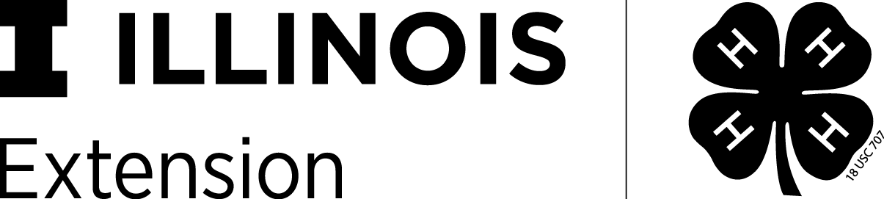 I ILLINOIS
Extension
H H
H H
18 USC 707